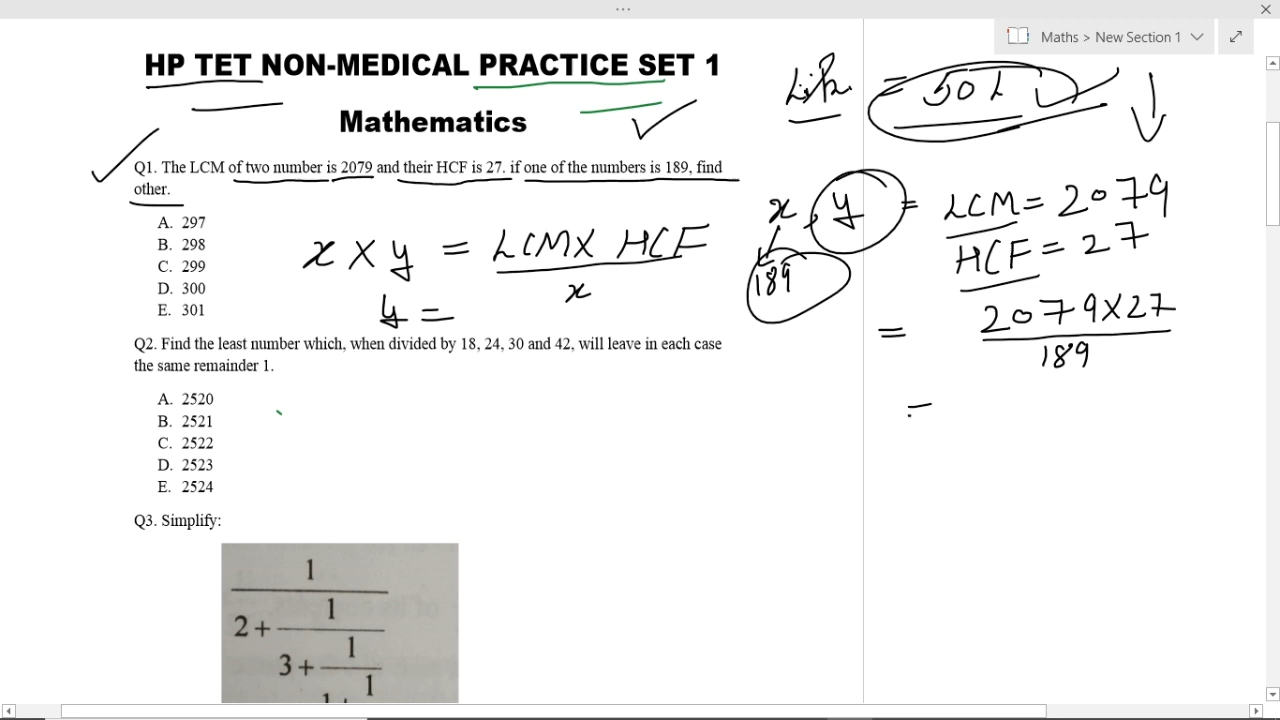 Maths > New Section 1
HP TET NON-MEDICAL PRACTICE SET 1
Mathematics
Q1. The LCM of two number is 2079 and their HCF is 27. if one of the numbers is 189, find
other.
A. 297
B. 298
C. 299
D. 300
E. 301
x × y = LCM× HCF
x
y =
= 50
x , y = LCM = 2079
189
HCF = 27
= 2079×27
189
=
Q2. Find the least number which, when divided by 18, 24, 30 and 42, will leave in each case
the same remainder 1.
A. 2520
B. 2521
C. 2522
D. 2523
E. 2524
Q3. Simplify:
1
2 + 1
3 + 1
1